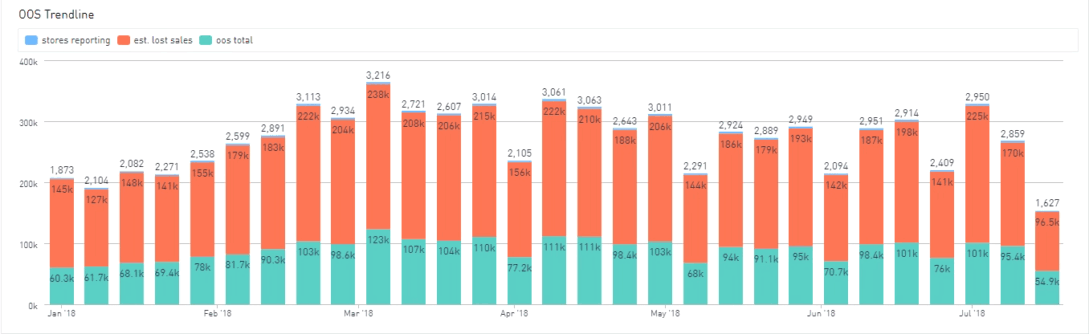 OOS Trendline
stores reporting est. lost sales oos total
400k
300k
200k
100k
0k
1,873 2,104 2,082 2,271 2,538 2,599 2,891 3,113 2,934 3,216 2,721 2,607 3,014 2,105 3,061 3,063 2,643 3,011 2,291 2,924 2,889 2,949 2,094 2,951 2,914 2,409 2,950 2,859 1,627
145k 127k 148k 141k 155k 179k 183k 222k 204k 238k 208k 206k 215k 156k 222k 210k 188k 206k 144k 186k 179k 193k 142k 187k 198k 141k 225k 170k 96.5k
60.3k 61.7k 68.1k 69.4k 78k 81.7k 90.3k 103k 98.6k 123k 107k 104k 110k 77.2k 111k 111k 98.4k 103k 68k 94k 91.1k 95k 70.7k 98.4k 101k 76k 101k 95.4k 54.9k
Jan '18 Feb '18 Mar '18 Apr '18 May '18 Jun '18 Jul '18